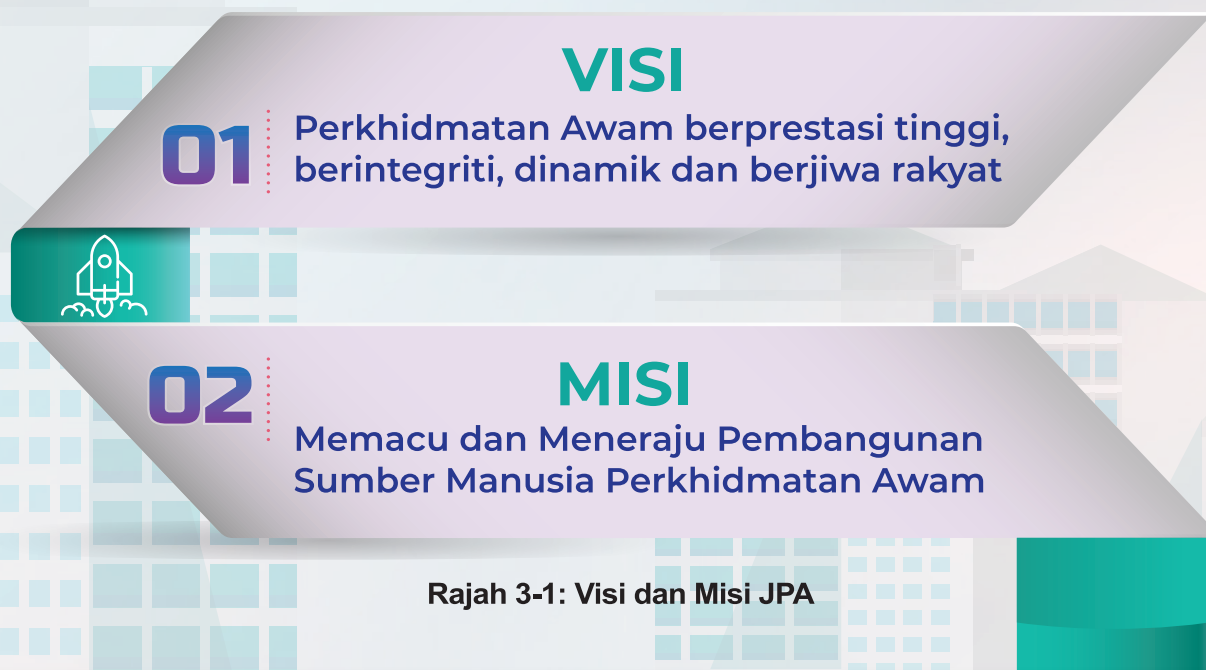 VISI
01
Perkhidmatan Awam berprestasi tinggi,
berintegriti, dinamik dan berjiwa rakyat
MISI
02
Memacu dan Meneraju Pembangunan
Sumber Manusia Perkhidmatan Awam
Rajah 3-1: Visi dan Misi JPA